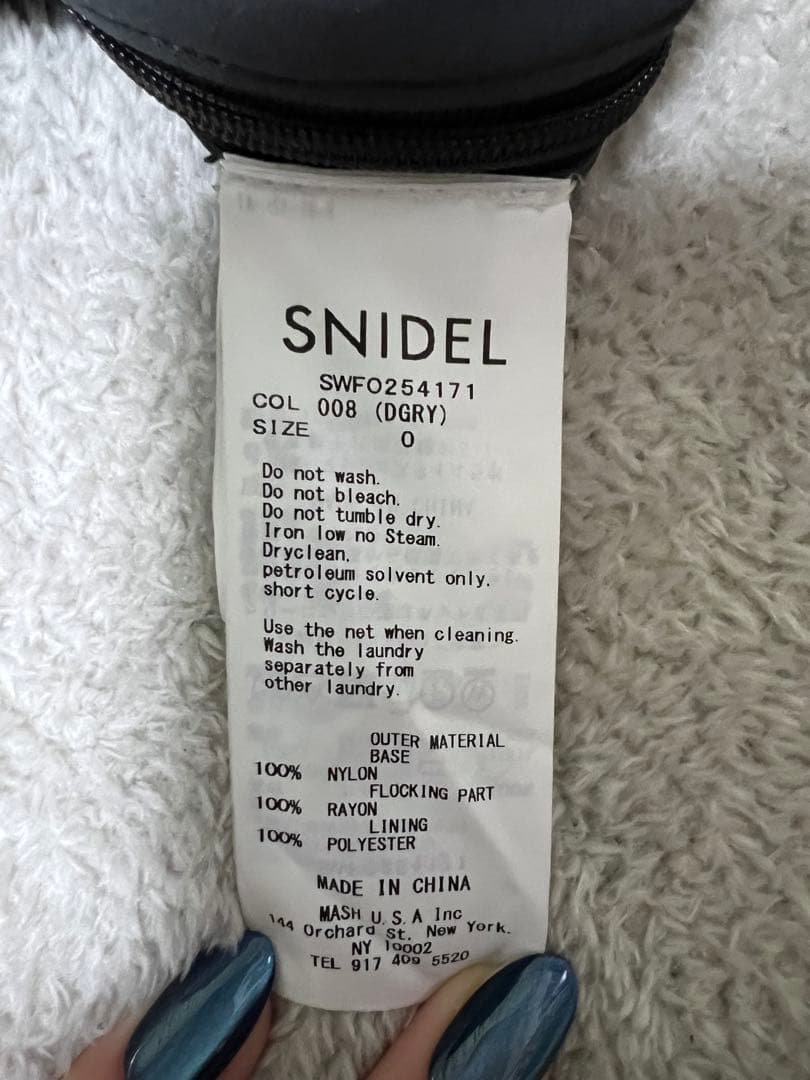 SNIDEL
SWFO254171
COL 008 (DGRY)
SIZE 0
Do not wash.
Do not bleach.
Do not tumble dry.
Iron low no Steam.
Dryclean,
petroleum solvent only.
short cycle.
Use the net when cleaning.
Wash the laundry
separately from
other laundry.
OUTER MATERIAL
BASE
100% NYLON
FLOCKING PART
100% RAYON
LINING
100% POLYESTER
MADE IN CHINA
MASH U.S.A Inc
144 Orchard St, New York.
NY 10002
TEL 917 409 5520